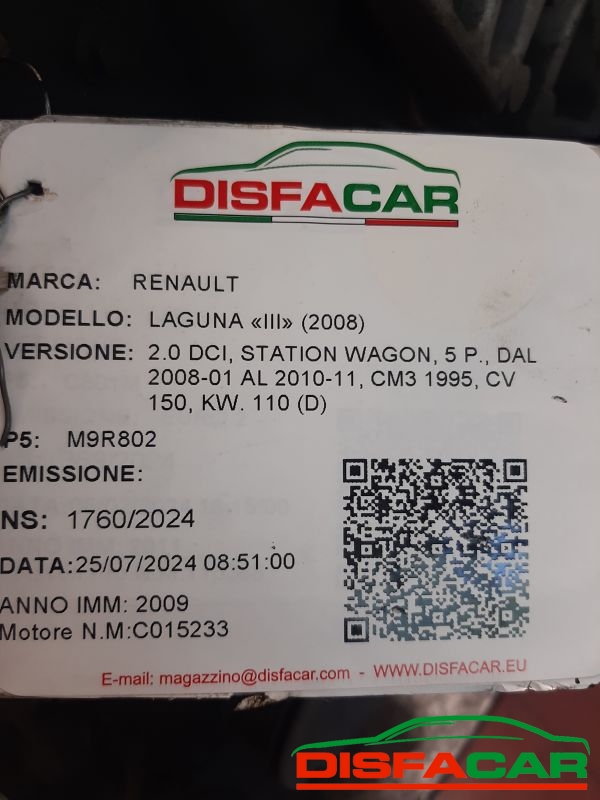 DISFACAR
MARCA: RENAULT
MODELLO: LAGUNA «III» (2008)
VERSIONE: 2.0 DCI, STATION WAGON, 5 P., DAL
2008-01 AL 2010-11, CM3 1995, CV
150, KW. 110 (D)
P5: M9R802
EMISSIONE:
NS: 1760/2024
DATA:25/07/2024 08:51:00
ANNO IMM: 2009
Motore N.M:C015233
E-mail: magazzino@disfacar.com - WWW.DISFACAR.EU
DISFACAR